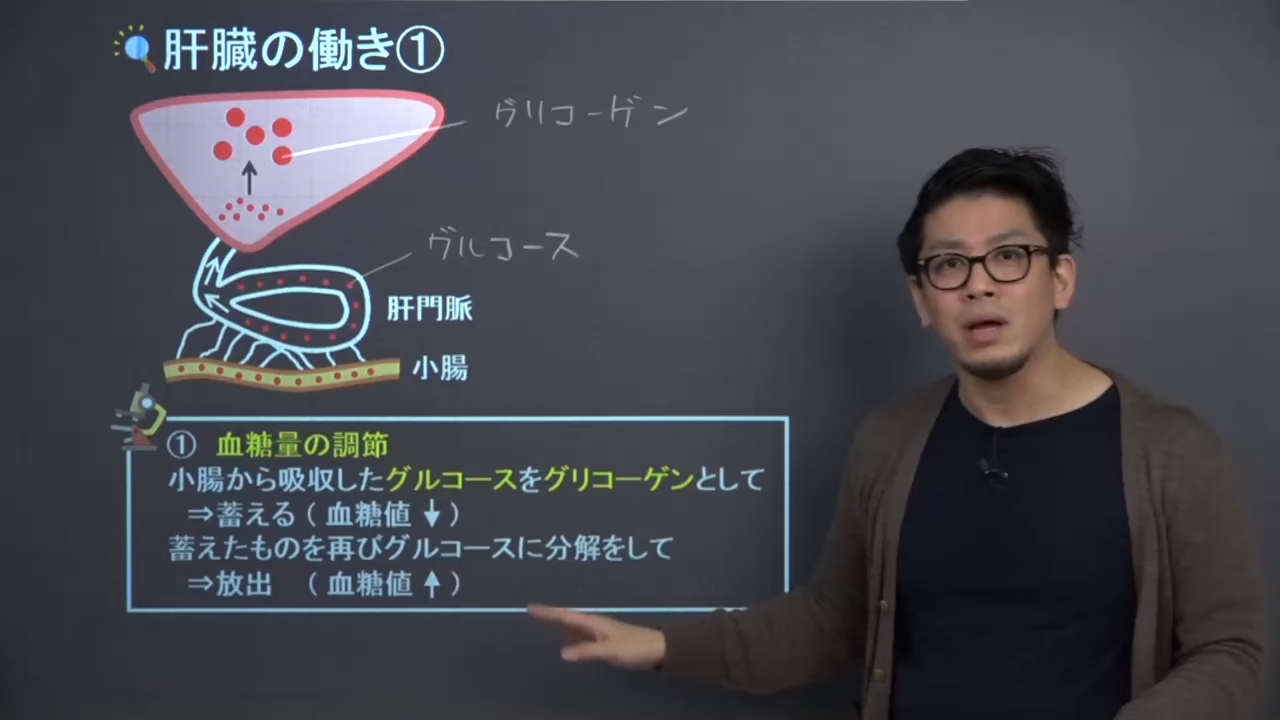 肝臓の働き①
グリコーゲン
グルコース
肝門脈
小腸
① 血糖量の調節
小腸から吸収したグルコースをグリコーゲンとして
⇒蓄える(血糖値↓)
蓄えたものを再びグルコースに分解をして
⇒放出 (血糖値↑)